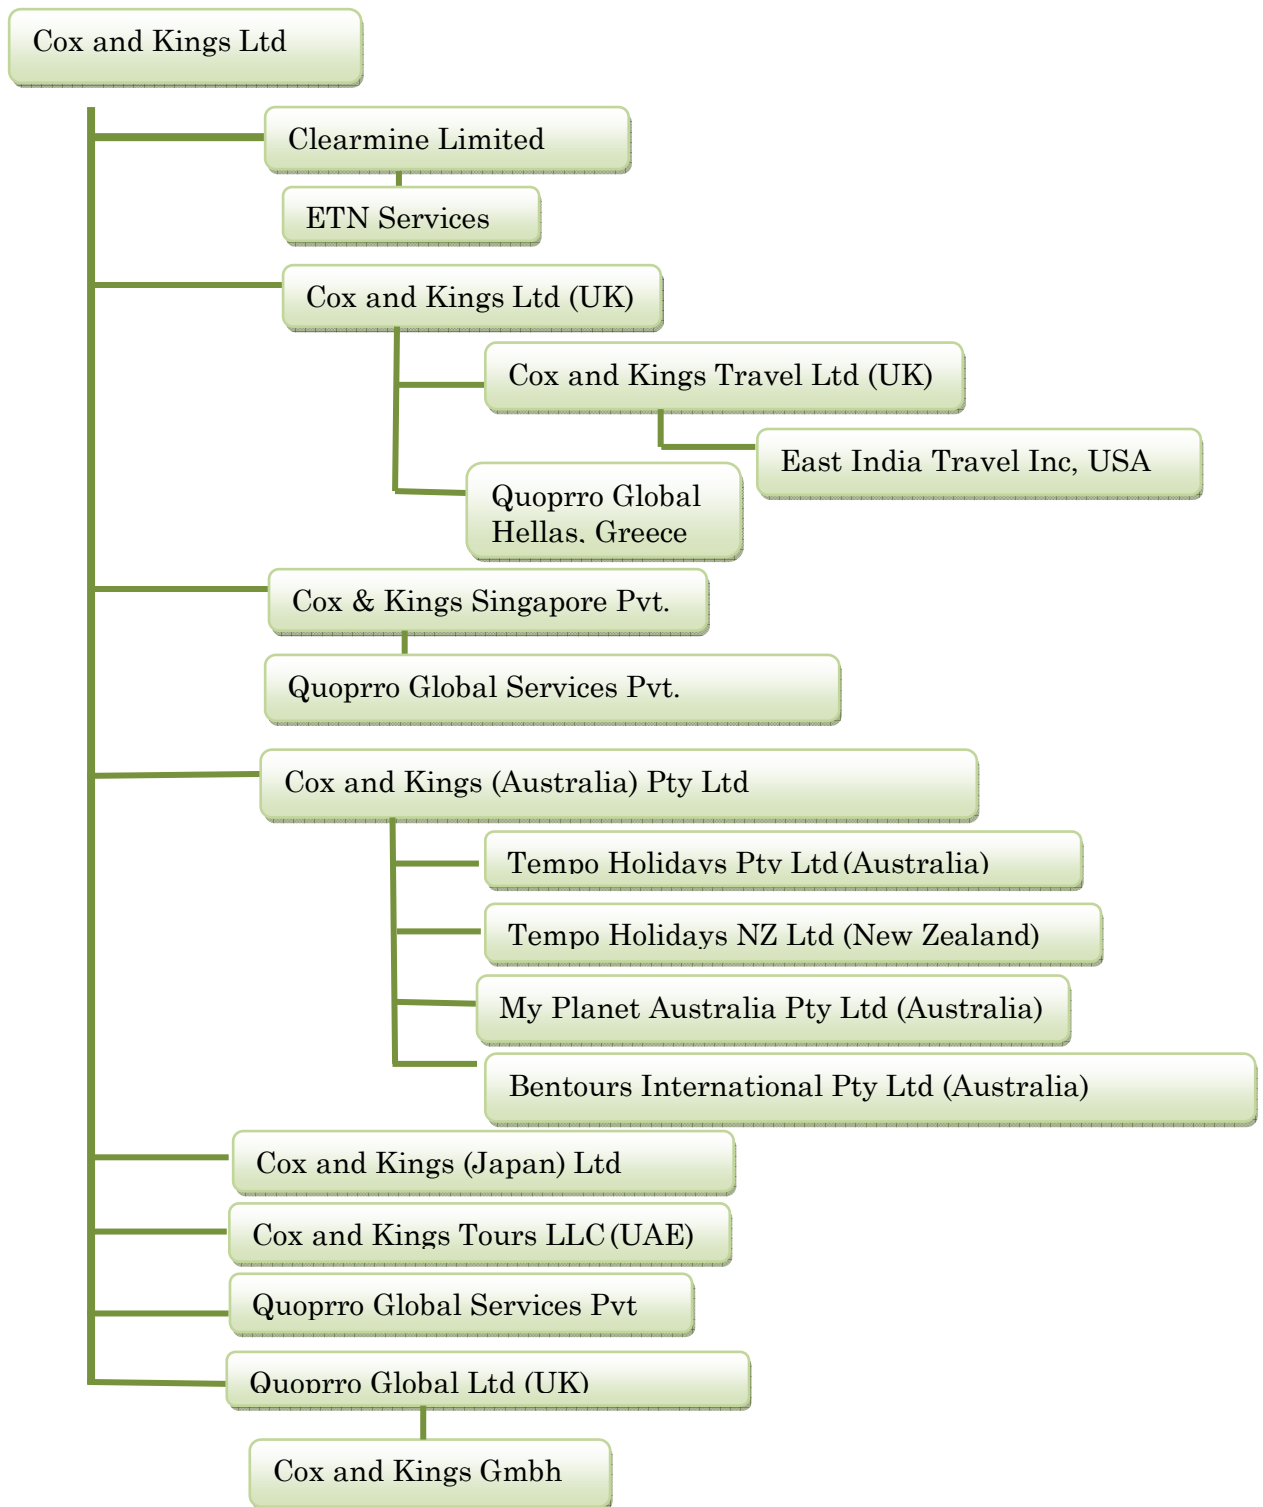 Cox and Kings Ltd
Clearmine Limited
ETN Services
Cox and Kings Ltd (UK)
Cox and Kings Travel Ltd (UK)
East India Travel Inc, USA
Quoprro Global
Hellas, Greece
Cox & Kings Singapore Pvt.
Quoprro Global Services Pvt.
Cox and Kings (Australia) Pty Ltd
Tempo Holidays Pty Ltd (Australia)
Tempo Holidays NZ Ltd (New Zealand)
My Planet Australia Pty Ltd (Australia)
Bentours International Pty Ltd (Australia)
Cox and Kings (Japan) Ltd
Cox and Kings Tours LLC (UAE)
Quoprro Global Services Pvt
Quoprro Global Ltd (UK)
Cox and Kings Gmbh